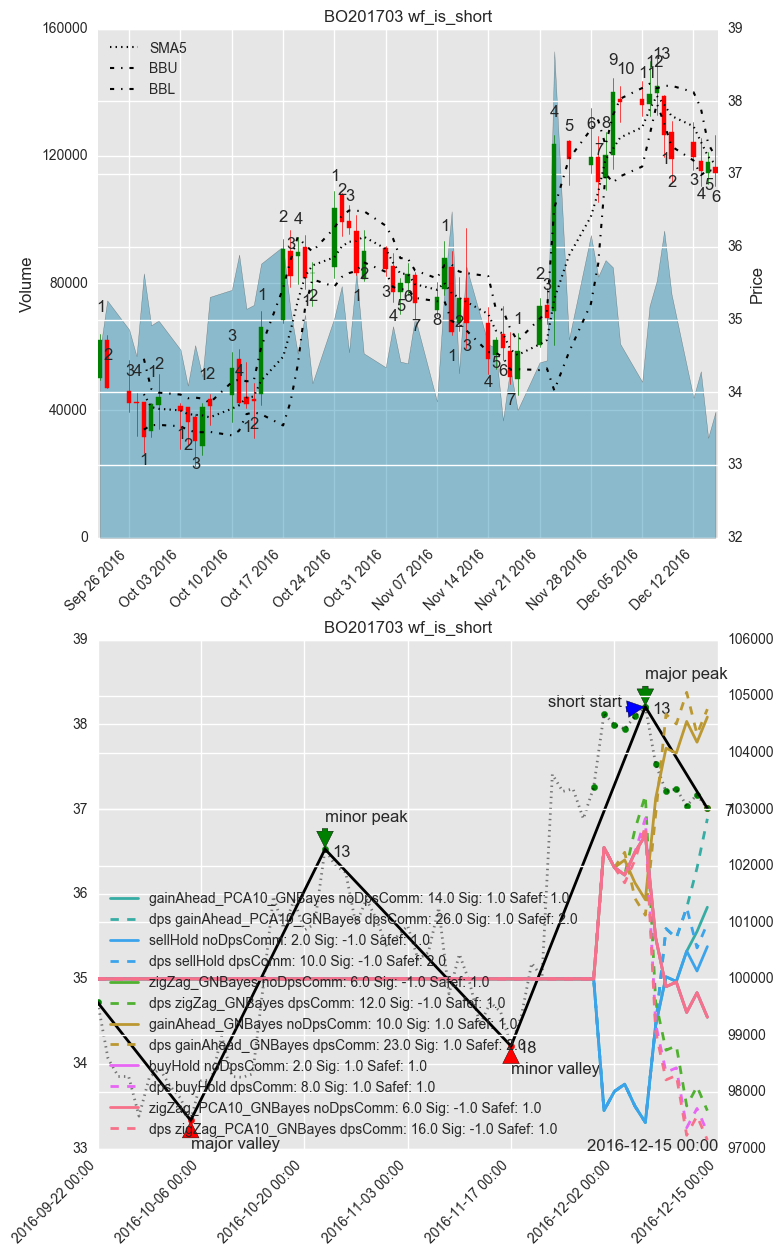 BO201703 wf_is_short
SMA5
BBU
BBL
Volume
160000
120000
80000
40000
0
Price
39
38
37
36
35
34
33
32
Sep 26 2016
Oct 03 2016
Oct 10 2016
Oct 17 2016
Oct 24 2016
Oct 31 2016
Nov 07 2016
Nov 14 2016
Nov 21 2016
Nov 28 2016
Dec 05 2016
Dec 12 2016
BO201703 wf_is_short
39
38
37
36
35
34
33
106000
105000
104000
103000
102000
101000
100000
99000
98000
97000
major peak
short start
13
minor peak
13
7
18
minor valley
major valley
gainAhead_PCA10_GNBayes noDpsComm: 14.0 Sig: 1.0 Safef: 1.0
dps gainAhead_PCA10_GNBayes dpsComm: 26.0 Sig: 1.0 Safef: 2.0
sellHold noDpsComm: 2.0 Sig: -1.0 Safef: 1.0
dps sellHold dpsComm: 10.0 Sig: -1.0 Safef: 2.0
zigZag_GNBayes noDpsComm: 6.0 Sig: -1.0 Safef: 1.0
dps zigZag_GNBayes dpsComm: 12.0 Sig: -1.0 Safef: 1.0
gainAhead_GNBayes noDpsComm: 10.0 Sig: 1.0 Safef: 1.0
dps gainAhead_GNBayes dpsComm: 23.0 Sig: 1.0 Safef:
buyHold noDpsComm: 2.0 Sig: 1.0 Safef: 1.0
dps buyHold dpsComm: 8.0 Sig: 1.0 Safef: 1.0
zigZag_PCA10_GNBayes noDpsComm: 6.0 Sig: -1.0 Safef: 1.0
dps zigZag_PCA10_GNBayes dpsComm: 16.0 Sig: -1.0 Safef: 1.0
2016-12-15 00:00
2016-09-22 00:00
2016-10-06 00:00
2016-10-20 00:00
2016-11-03 00:00
2016-11-17 00:00
2016-12-02 00:00
2016-12-15 00:00